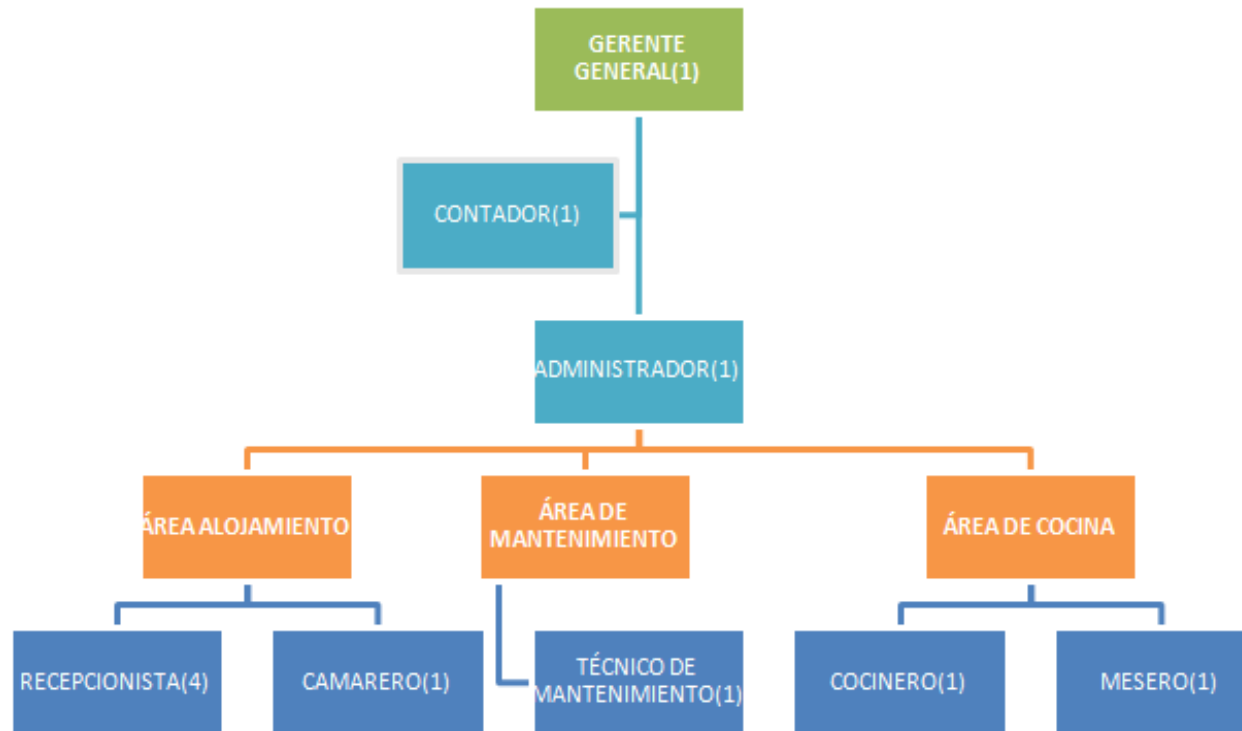 GERENTE
GENERAL(1)
CONTADOR(1)
ADMINISTRADOR(1)
ÁREA ALOJAMIENTO
ÁREA DE
MANTENIMIENTO
ÁREA DE COCINA
RECEPCIONISTA(4)
CAMARERO(1)
TÉCNICO DE
MANTENIMIENTO(1)
COCINERO(1)
MESERO(1)